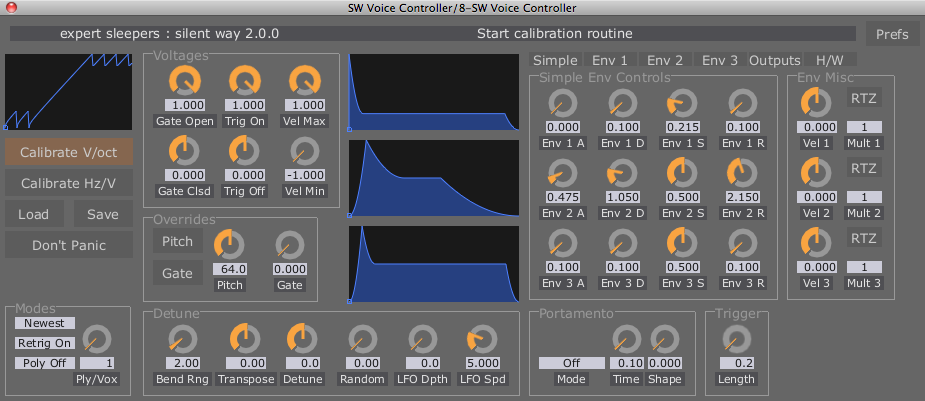 SW Voice Controller/8-SW Voice Controller
expert sleepers : silent way 2.0.0
Start calibration routine
Prefs
Calibrate V/oct
Calibrate Hz/V
Load Save
Don't Panic
Modes
Newest
Retrig On
Poly Off 1
Ply/Vox
Voltages
1.000 1.000 1.000
Gate Open Trig On Vel Max
0.000 0.000 -1.000
Gate Clsd Trig Off Vel Min
Overrides
Pitch
Gate
64.0 0.000
Pitch Gate
Detune
2.00 0.00 0.0 0.0 0.0 5.000
Bend Rng Transpose Detune Random LFO Dpth LFO Spd
Simple Env 1 Env 2 Env 3 Outputs H/W
Simple Env Controls
0.000 0.100 0.215 0.100
Env 1 A Env 1 D Env 1 S Env 1 R
0.475 1.050 0.500 2.150
Env 2 A Env 2 D Env 2 S Env 2 R
0.100 0.100 0.500 0.100
Env 3 A Env 3 D Env 3 S Env 3 R
Env Misc
RTZ
0.000 1
Vel 1 Mult 1
RTZ
0.000 1
Vel 2 Mult 2
RTZ
0.000 1
Vel 3 Mult 3
Portamento
Off 0.10 0.000
Mode Time Shape
Trigger
0.2
Length